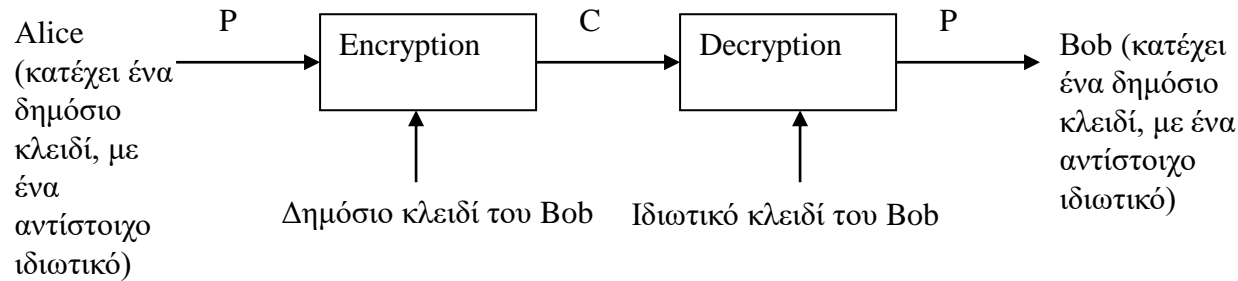 P
C
P
Alice
(κατέχει ένα
δημόσιο
κλειδί, με
ένα
αντίστοιχο
ιδιωτικό)
Encryption
Decryption
Bob (κατέχει
ένα δημόσιο
κλειδί, με ένα
αντίστοιχο
ιδιωτικό)
Δημόσιο κλειδί του Bob
Ιδιωτικό κλειδί του Bob